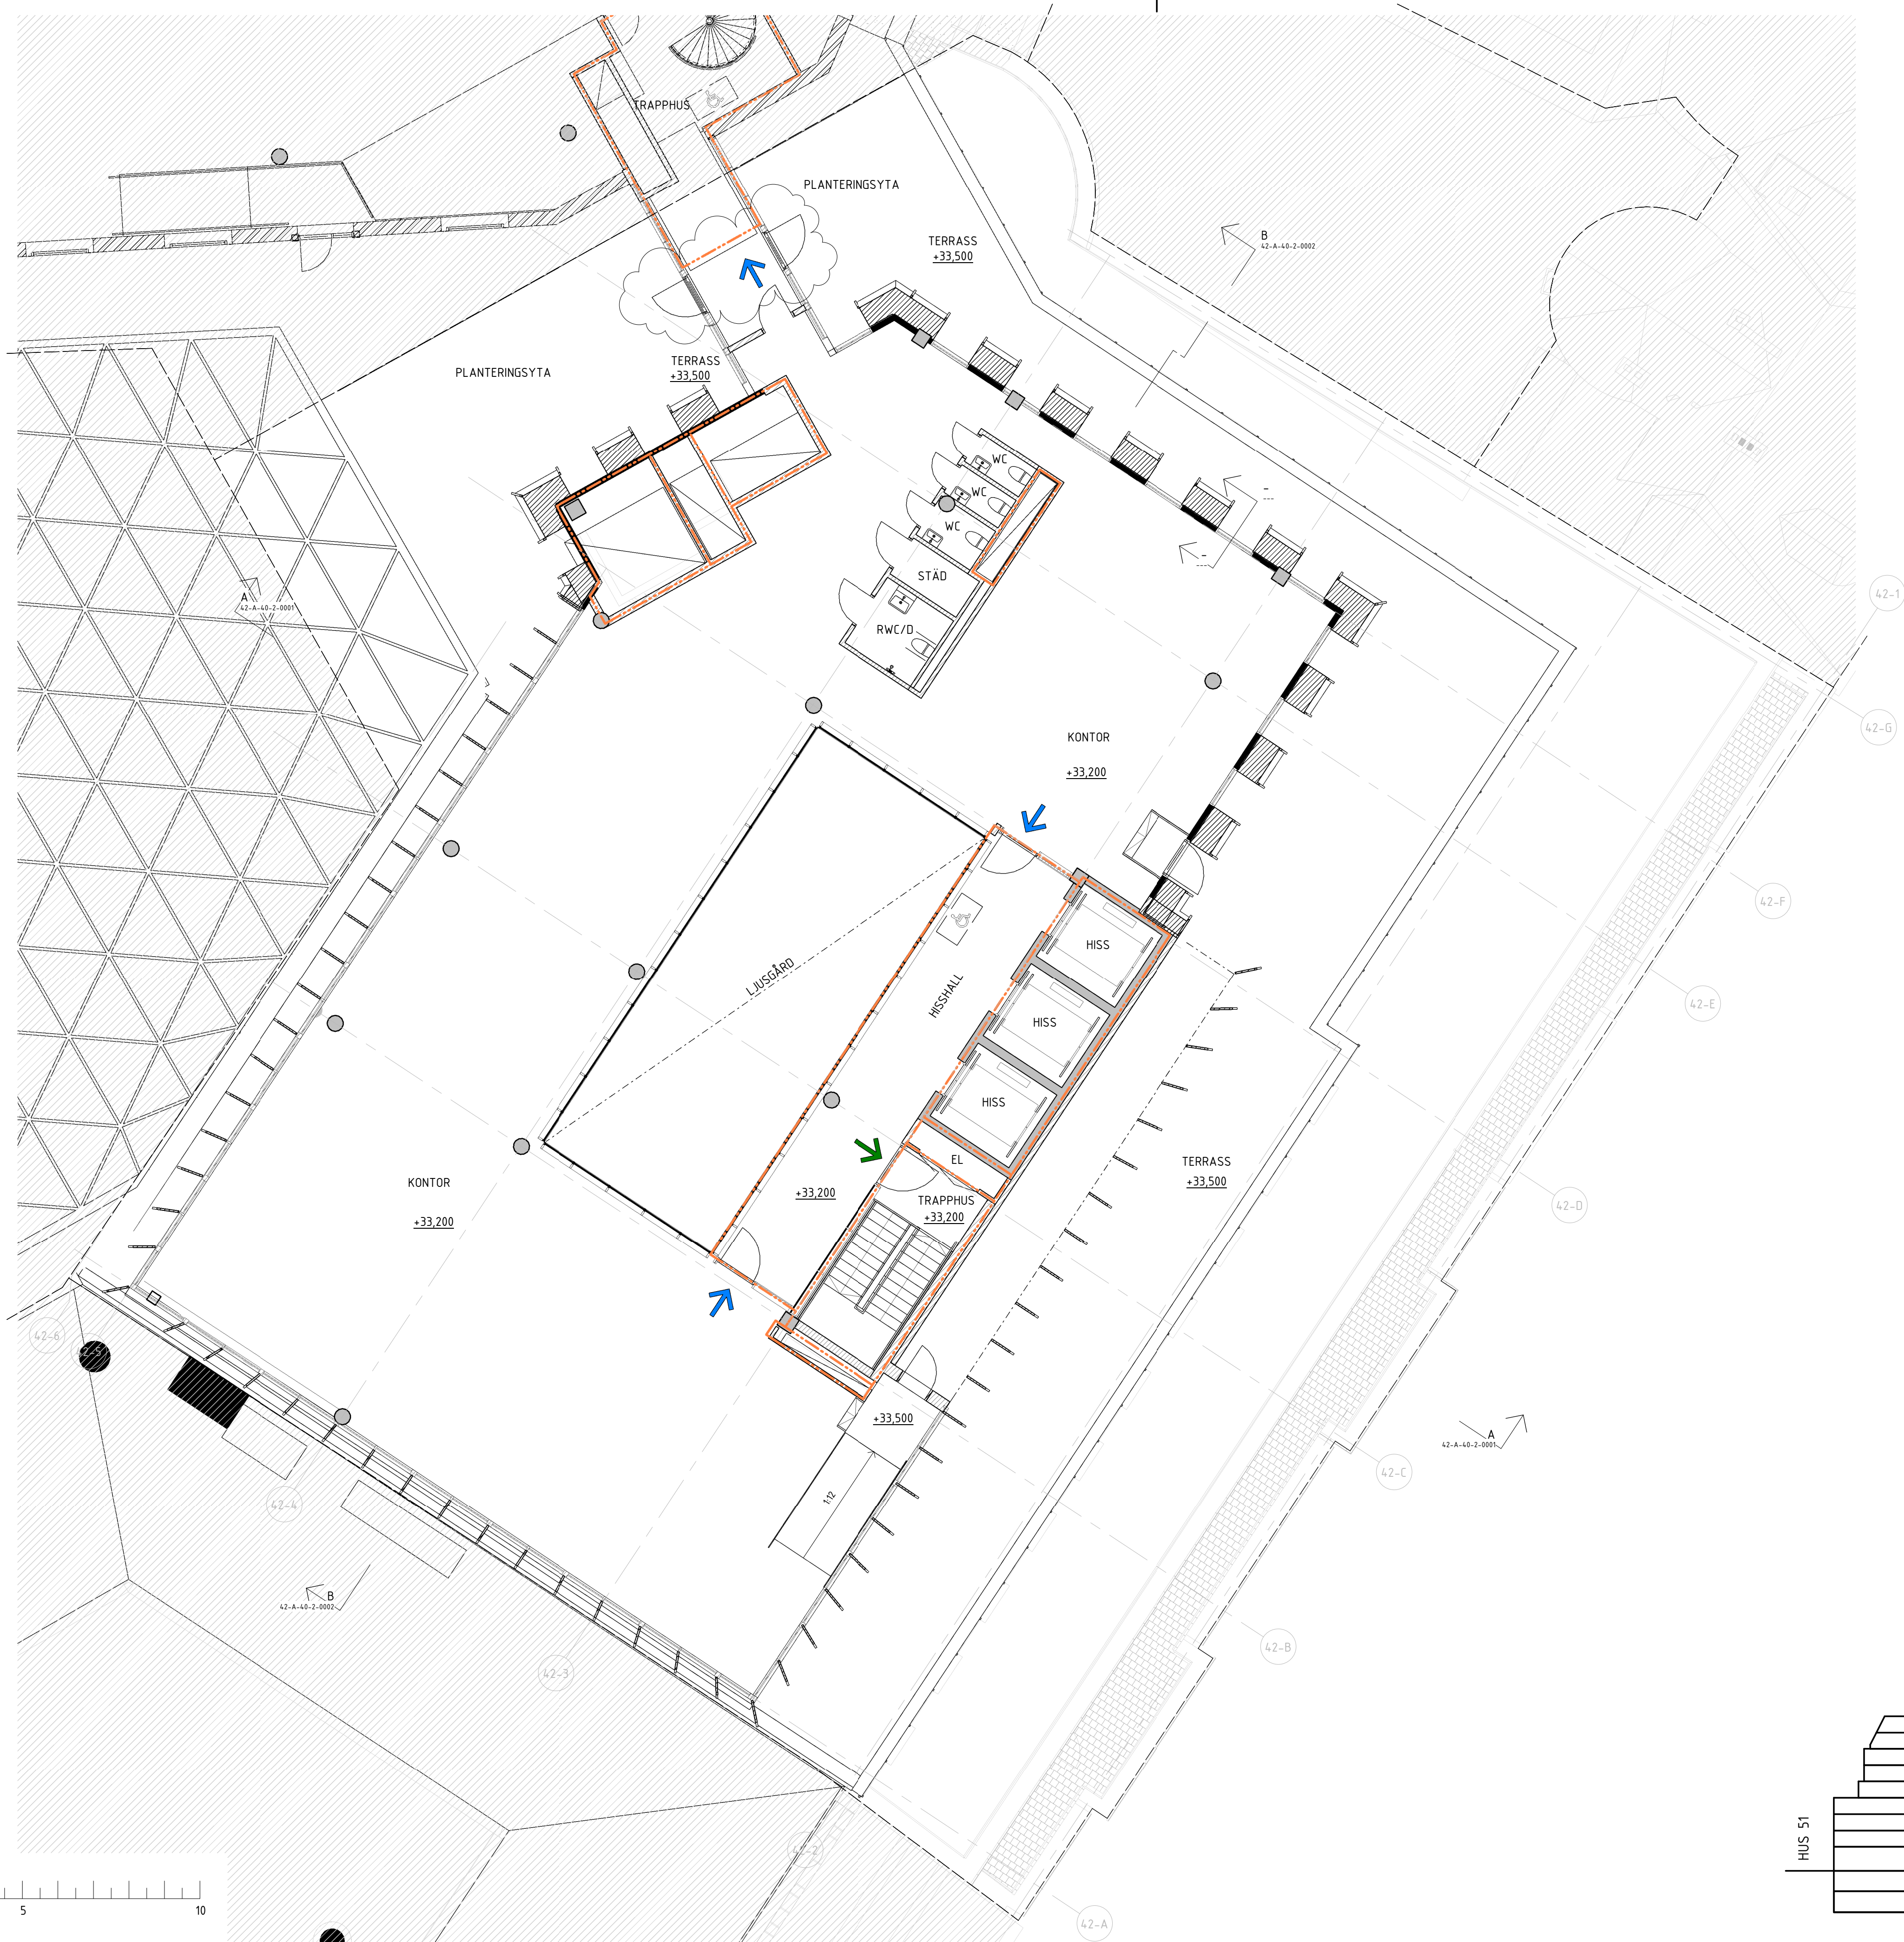 TRAPPHUS
PLANTERINGSYTA
TERRASS
+33,500
B
42-A-40-2-0002
TERRASS
+33,500
PLANTERINGSYTA
WC
WC
WC
STÄD
RWC/D
A
42-A-40-2-0001
-
---
-
---
42-1
42-G
KONTOR
+33,200
42-F
HISS
LJUSGÅRD
HISSHALL
42-E
HISS
HISS
EL
TERRASS
+33,500
KONTOR
+33,200
+33,200
TRAPPHUS
+33,200
42-D
42-6
42-5
+33,500
A
42-A-40-2-0001
42-C
1:12
42-4
B
42-A-40-2-0002
42-B
42-3
HUS 51
42-2
5
10
42-A